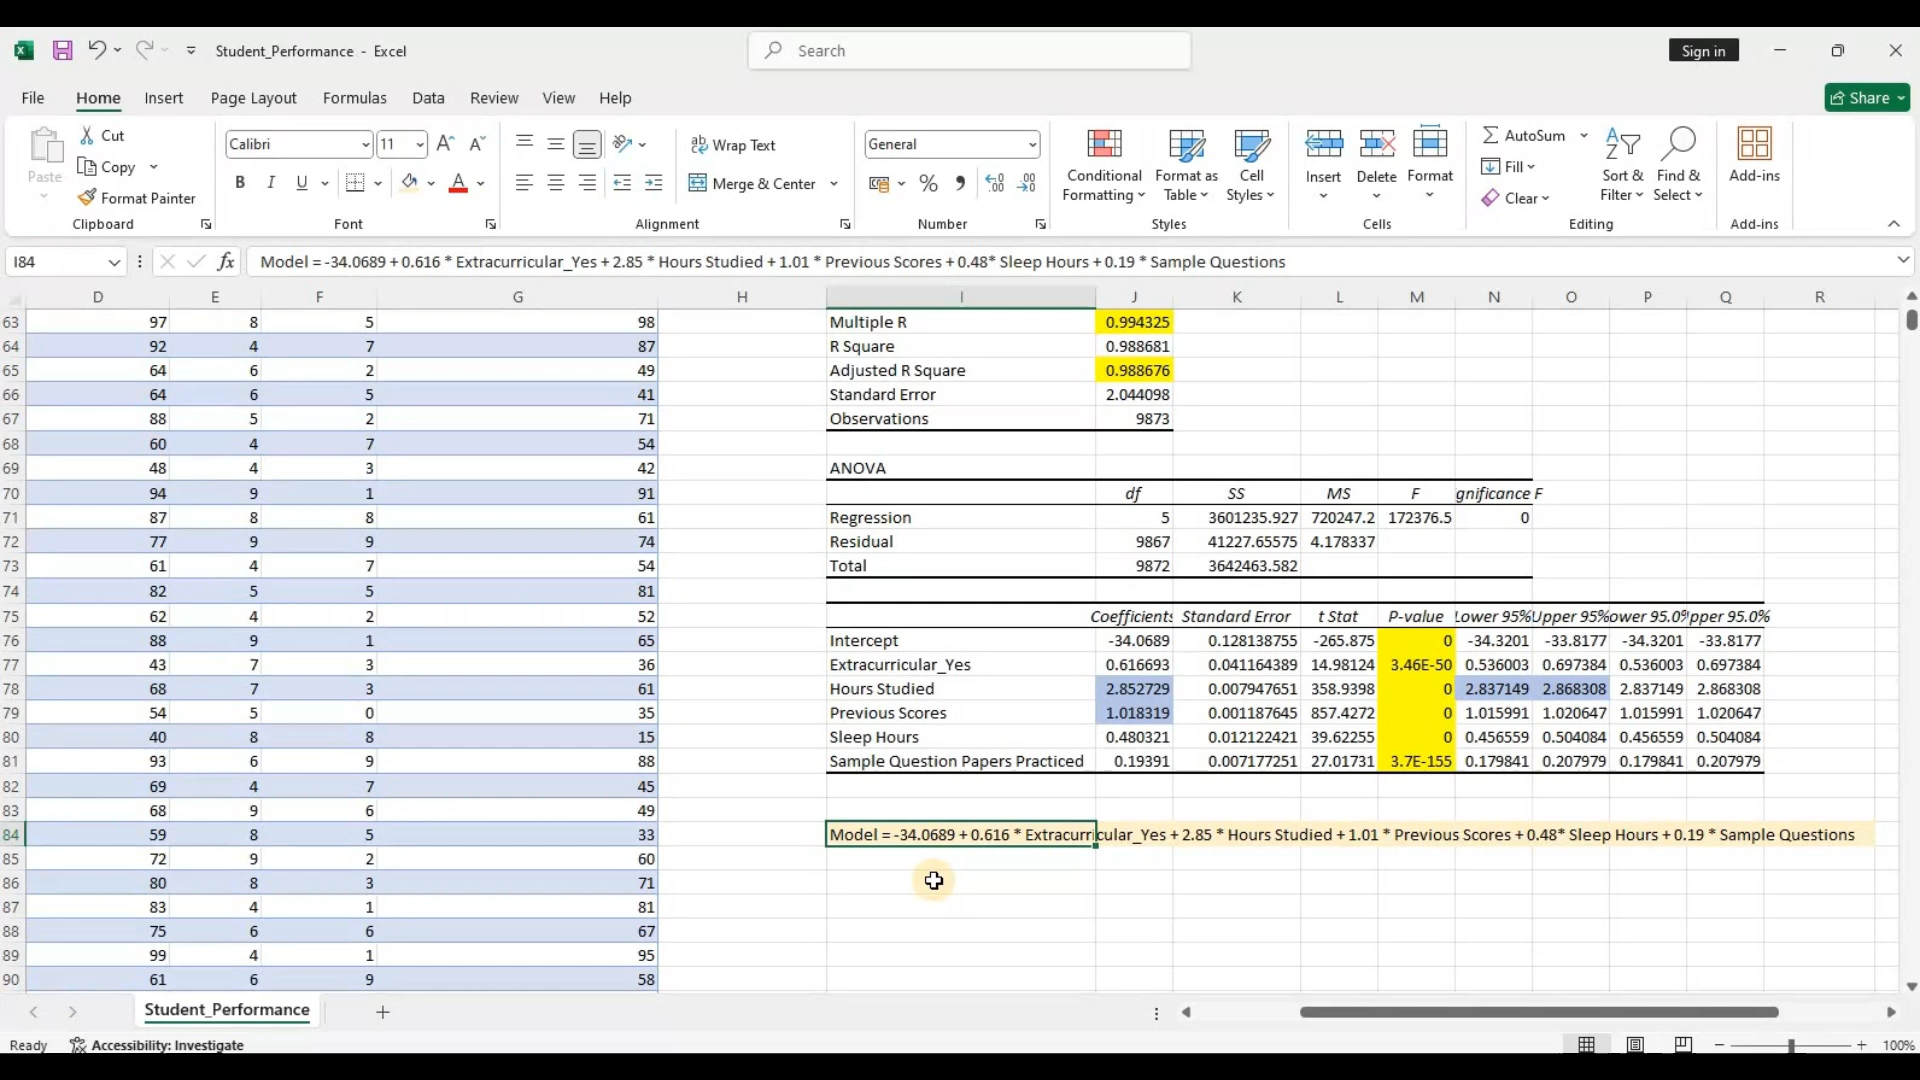 Student_Performance - Excel
Search
Sign in
File Home Insert Page Layout Formulas Data Review View Help
Share
Paste
Cut
Copy
Format Painter
Clipboard
Calibri 11
B I U
Font
Wrap Text
Merge & Center
Alignment
General
Number
Conditional Formatting
Format as Table
Cell Styles
Styles
Insert Delete Format
Cells
AutoSum
Fill
Clear
Sort & Filter
Find & Select
Editing
Add-ins
Add-ins
I84 fx Model = -34.0689 + 0.616 * Extracurricular_Yes + 2.85 * Hours Studied + 1.01 * Previous Scores + 0.48* Sleep Hours + 0.19 * Sample Questions
D E F G H I J K L M N O P Q R
63 97 8 5 98 Multiple R 0.994325
64 92 4 7 87 R Square 0.988681
65 64 6 2 49 Adjusted R Square 0.988676
66 64 6 5 41 Standard Error 2.044098
67 88 5 2 71 Observations 9873
68 60 4 7 54
69 48 4 3 42 ANOVA
70 94 9 1 91 df SS MS F gnificance F
71 87 8 8 61 Regression 5 3601235.927 720247.2 172376.5 0
72 77 9 9 74 Residual 9867 41227.65575 4.178337
73 61 4 7 54 Total 9872 3642463.582
74 82 5 5 81
75 62 4 2 52 Coefficients Standard Error t Stat P-value Lower 95% Upper 95% ower 95.0% pper 95.0%
76 88 9 1 65 Intercept -34.0689 0.128138755 -265.875 0 -34.3201 -33.8177 -34.3201 -33.8177
77 43 7 3 36 Extracurricular_Yes 0.616693 0.041164389 14.98124 3.46E-50 0.536003 0.697384 0.536003 0.697384
78 68 7 3 61 Hours Studied 2.852729 0.007947651 358.9398 0 2.837149 2.868308 2.837149 2.868308
79 54 5 0 35 Previous Scores 1.018319 0.001187645 857.4272 0 1.015991 1.020647 1.015991 1.020647
80 40 8 8 15 Sleep Hours 0.480321 0.012122421 39.62255 0 0.456559 0.504084 0.456559 0.504084
81 93 6 9 88 Sample Question Papers Practiced 0.19391 0.007177251 27.01731 3.7E-155 0.179841 0.207979 0.179841 0.207979
82 69 4 7 45
83 68 9 6 49
84 59 8 5 33 Model = -34.0689 + 0.616 * Extracurricular_Yes + 2.85 * Hours Studied + 1.01 * Previous Scores + 0.48* Sleep Hours + 0.19 * Sample Questions
85 72 9 2 60
86 80 8 3 71
87 83 4 1 81
88 75 6 6 67
89 99 4 1 95
90 61 6 9 58
Student_Performance
Ready Accessibility: Investigate 100%